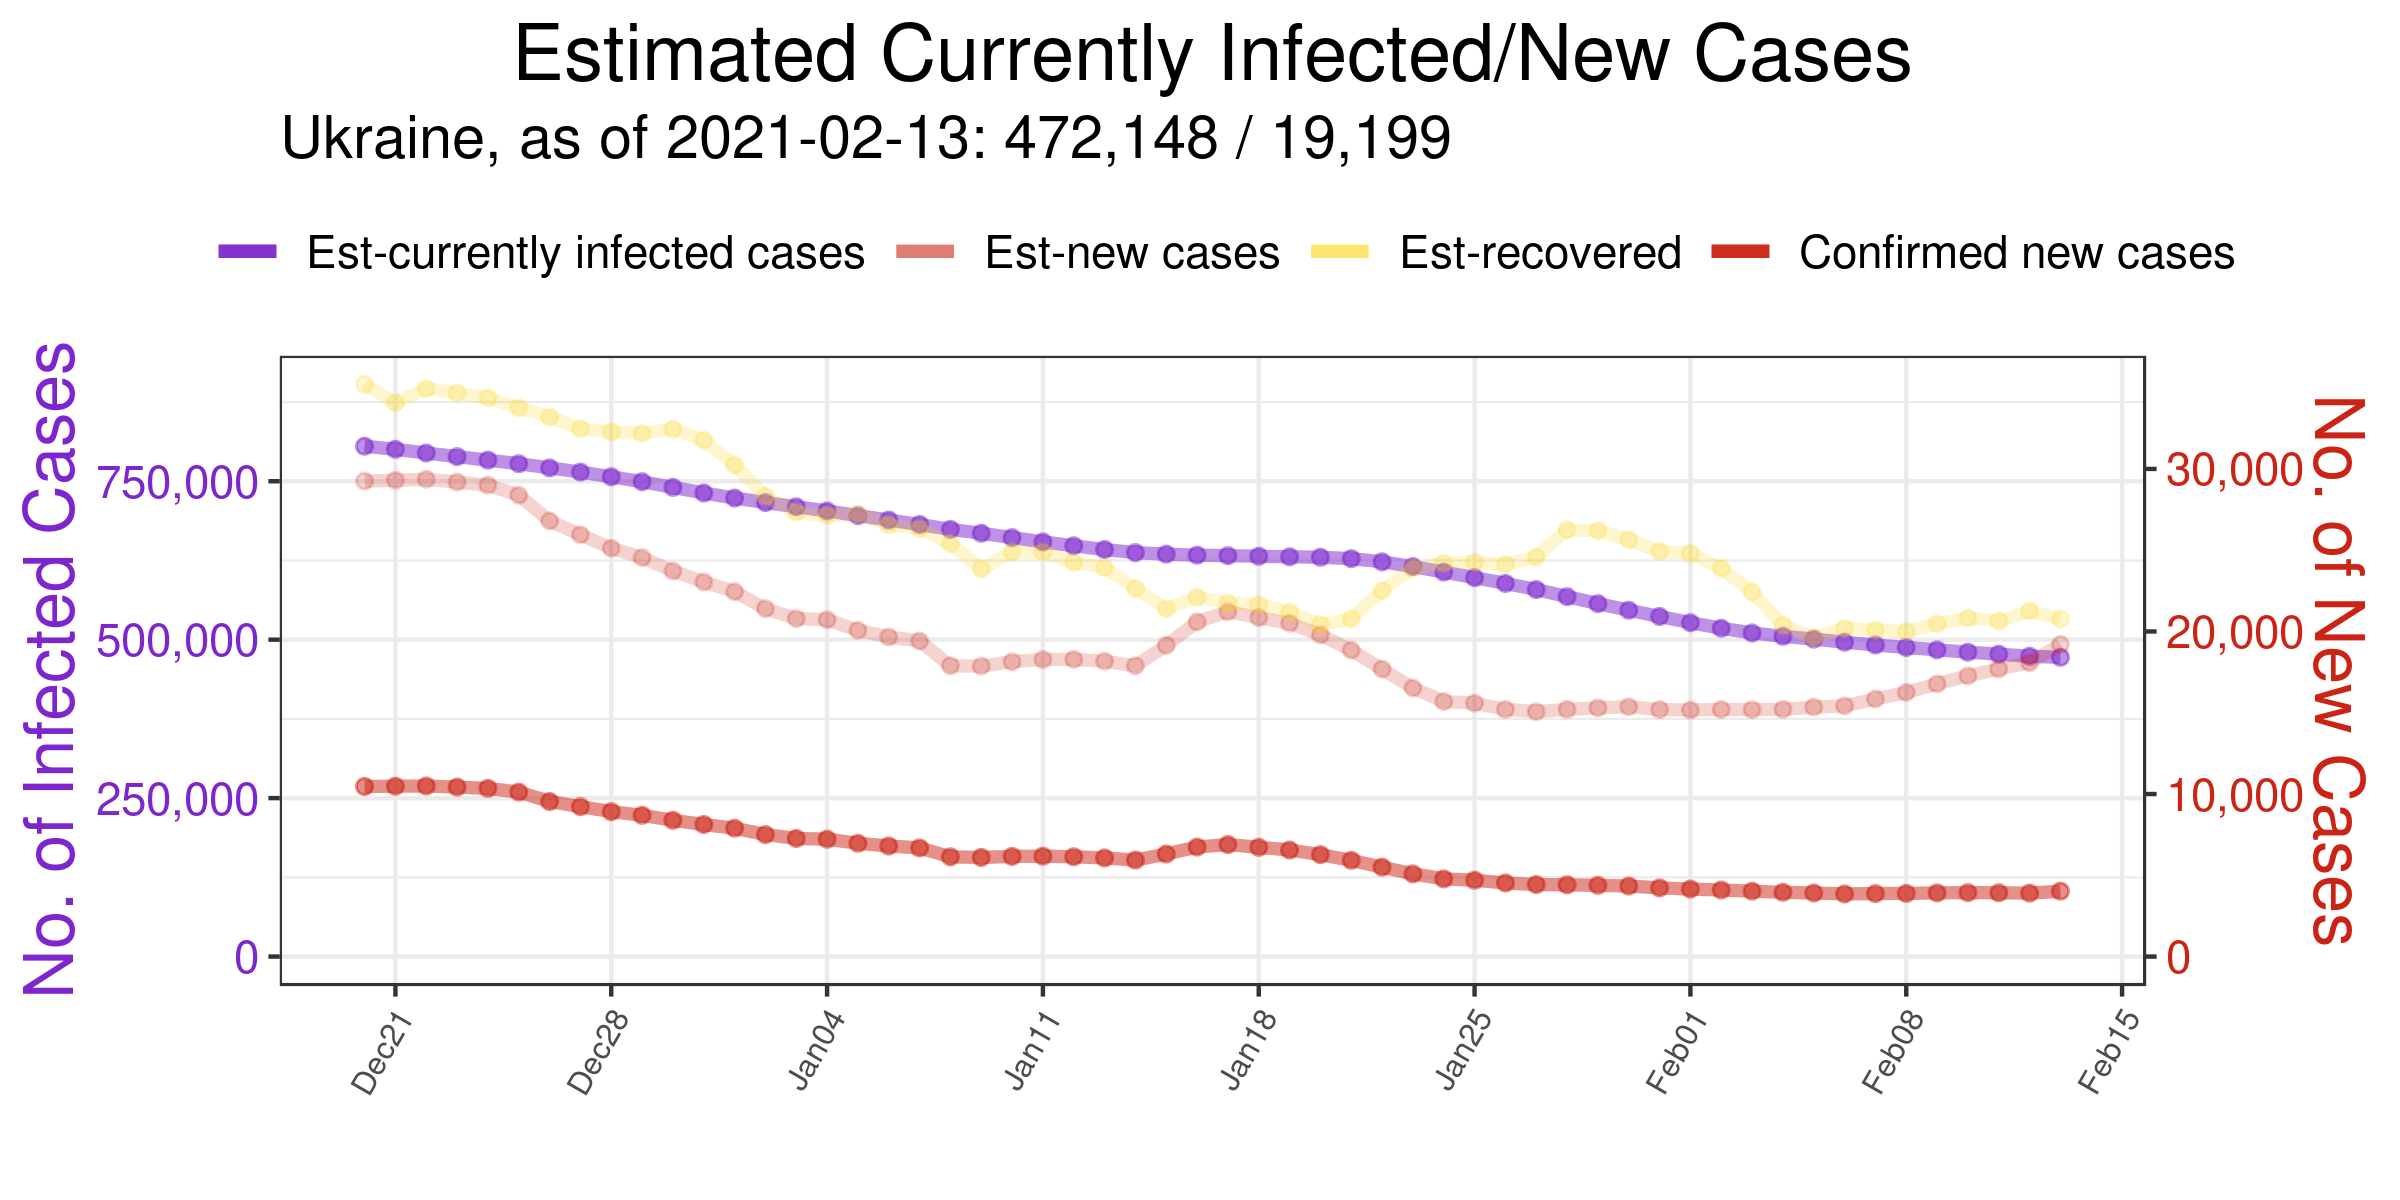 Estimated Currently Infected/New Cases
Ukraine, as of 2021-02-13: 472,148 / 19,199
Est-currently infected cases Est-new cases Est-recovered Confirmed new cases
No. of Infected Cases
750,000
500,000
250,000
0
30,000
20,000
10,000
0
No. of New Cases
Dec21 Dec28 Jan04 Jan11 Jan18 Jan25 Feb01 Feb08 Feb15